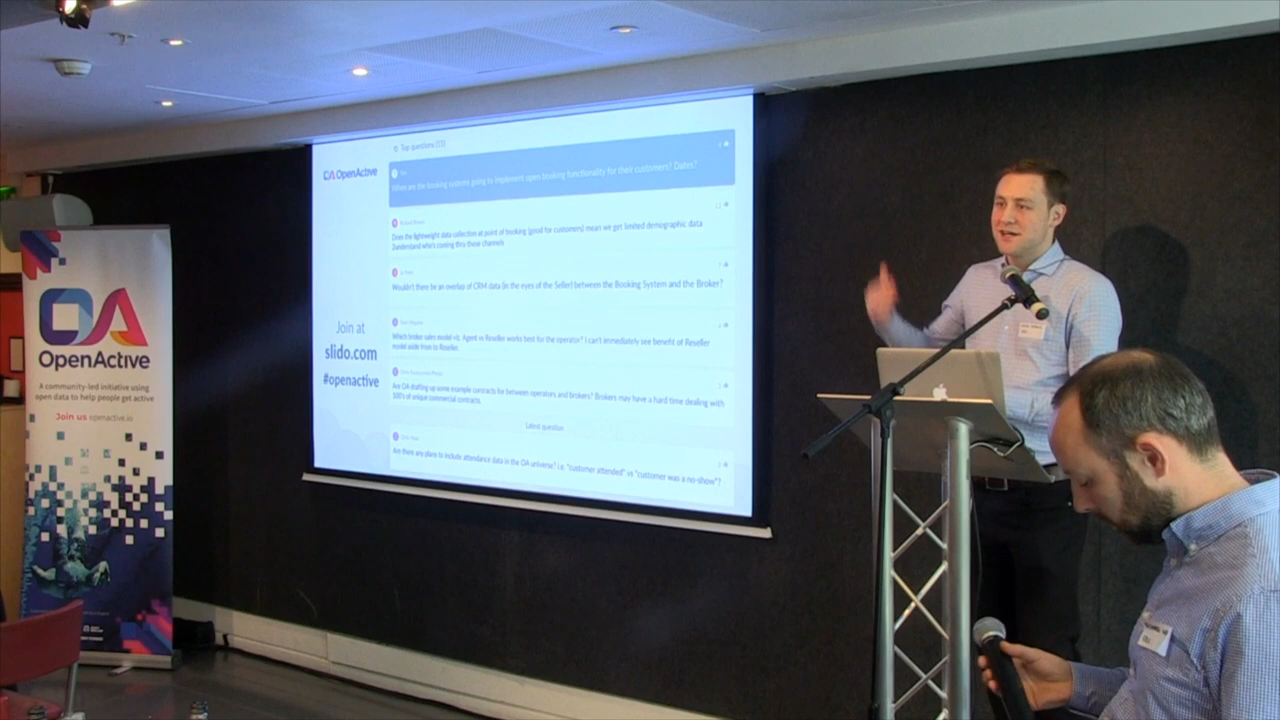 OA
OpenActive
A community-led initiative using
open data to help people get active
Join us openactive.io
OA OpenActive
Join at
slido.com
#openactive
Top questions (15)
When are the booking systems going to implement open booking functionality for their customers? Dates?
Does the lightweight data collection at point of booking (good for customers) mean we get limited demographic data
2understand who's coming thru these channels
Wouldn't there be an overlap of CRM data (in the eyes of the Seller) between the Booking System and the Broker?
Which broker sales model vit. Agent vs Reseller works best for the operator? I can't immediately see benefit of Reseller
model aside from to Reseller.
Are OA drafting up some example contracts for between operators and brokers? Brokers may have a hard time dealing with
100's of unique commercial contracts.
Latest question
Are there any plans to include attendance data in the OA universe? i.e. "customer attended" vs "customer was a no-show"?